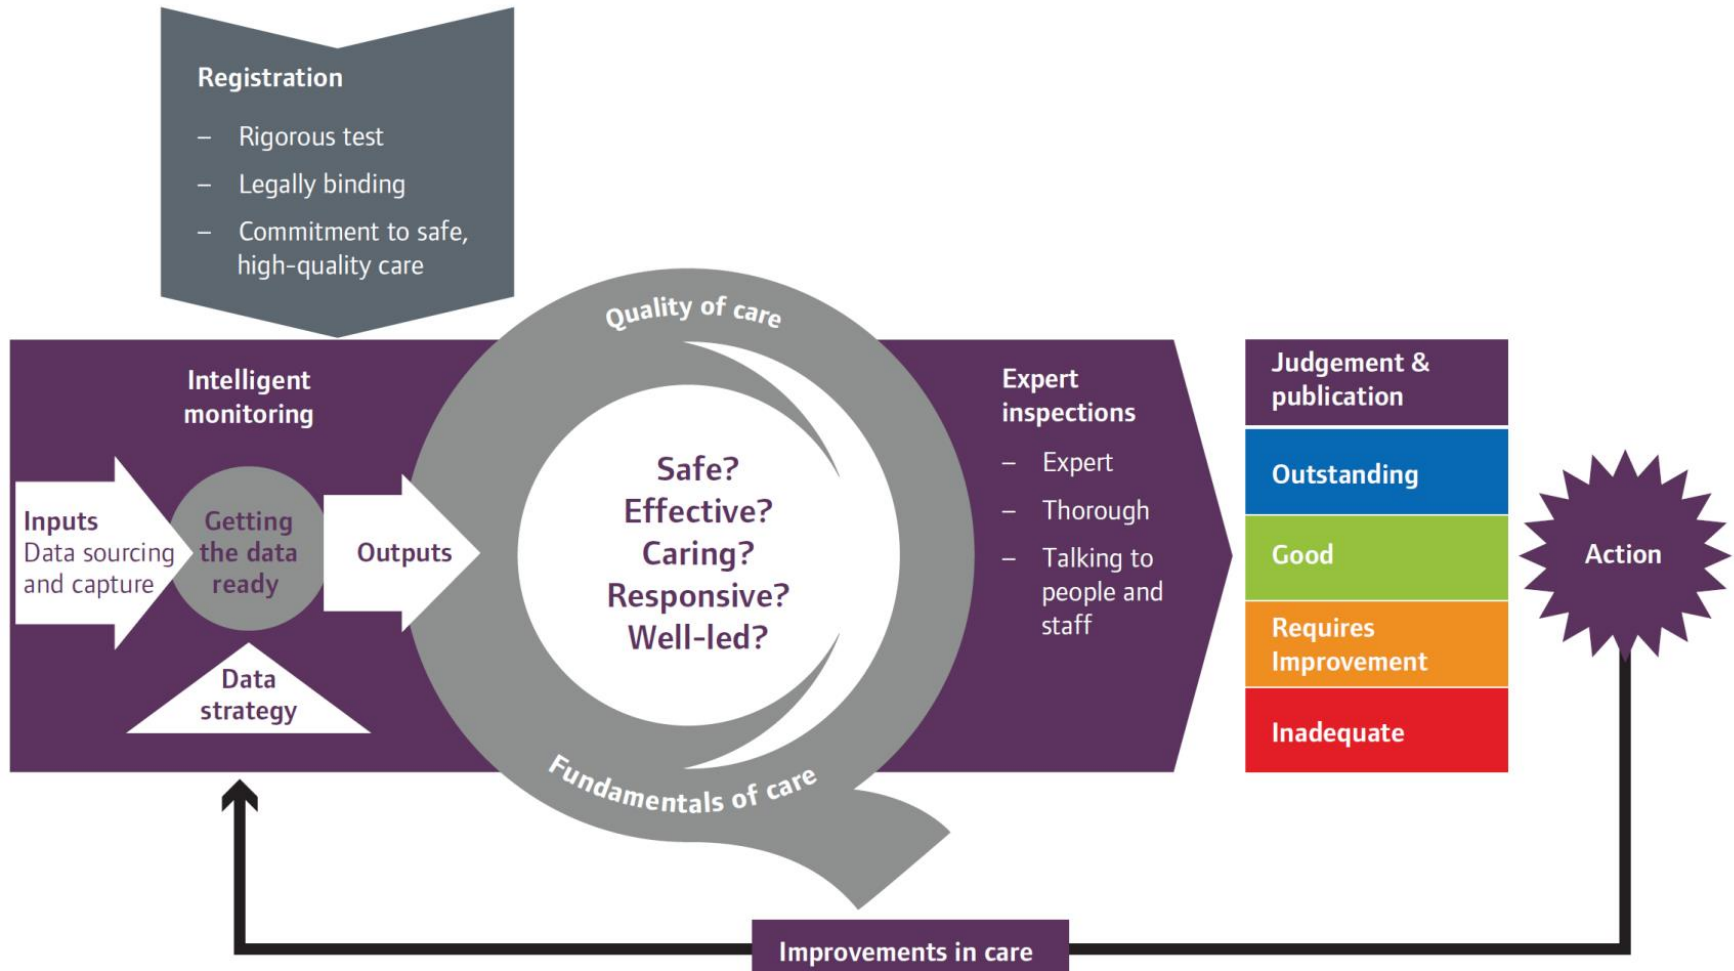 Registration
– Rigorous test
– Legally binding
– Commitment to safe,
high-quality care
Intelligent
monitoring
Inputs
Data sourcing
and capture
Getting
the data
ready
Outputs
Data
strategy
Quality of care
Safe?
Effective?
Caring?
Responsive?
Well-led?
Fundamentals of care
Expert
inspections
– Expert
– Thorough
– Talking to
people and
staff
Judgement &
publication
Outstanding
Good
Requires
Improvement
Inadequate
Action
Improvements in care